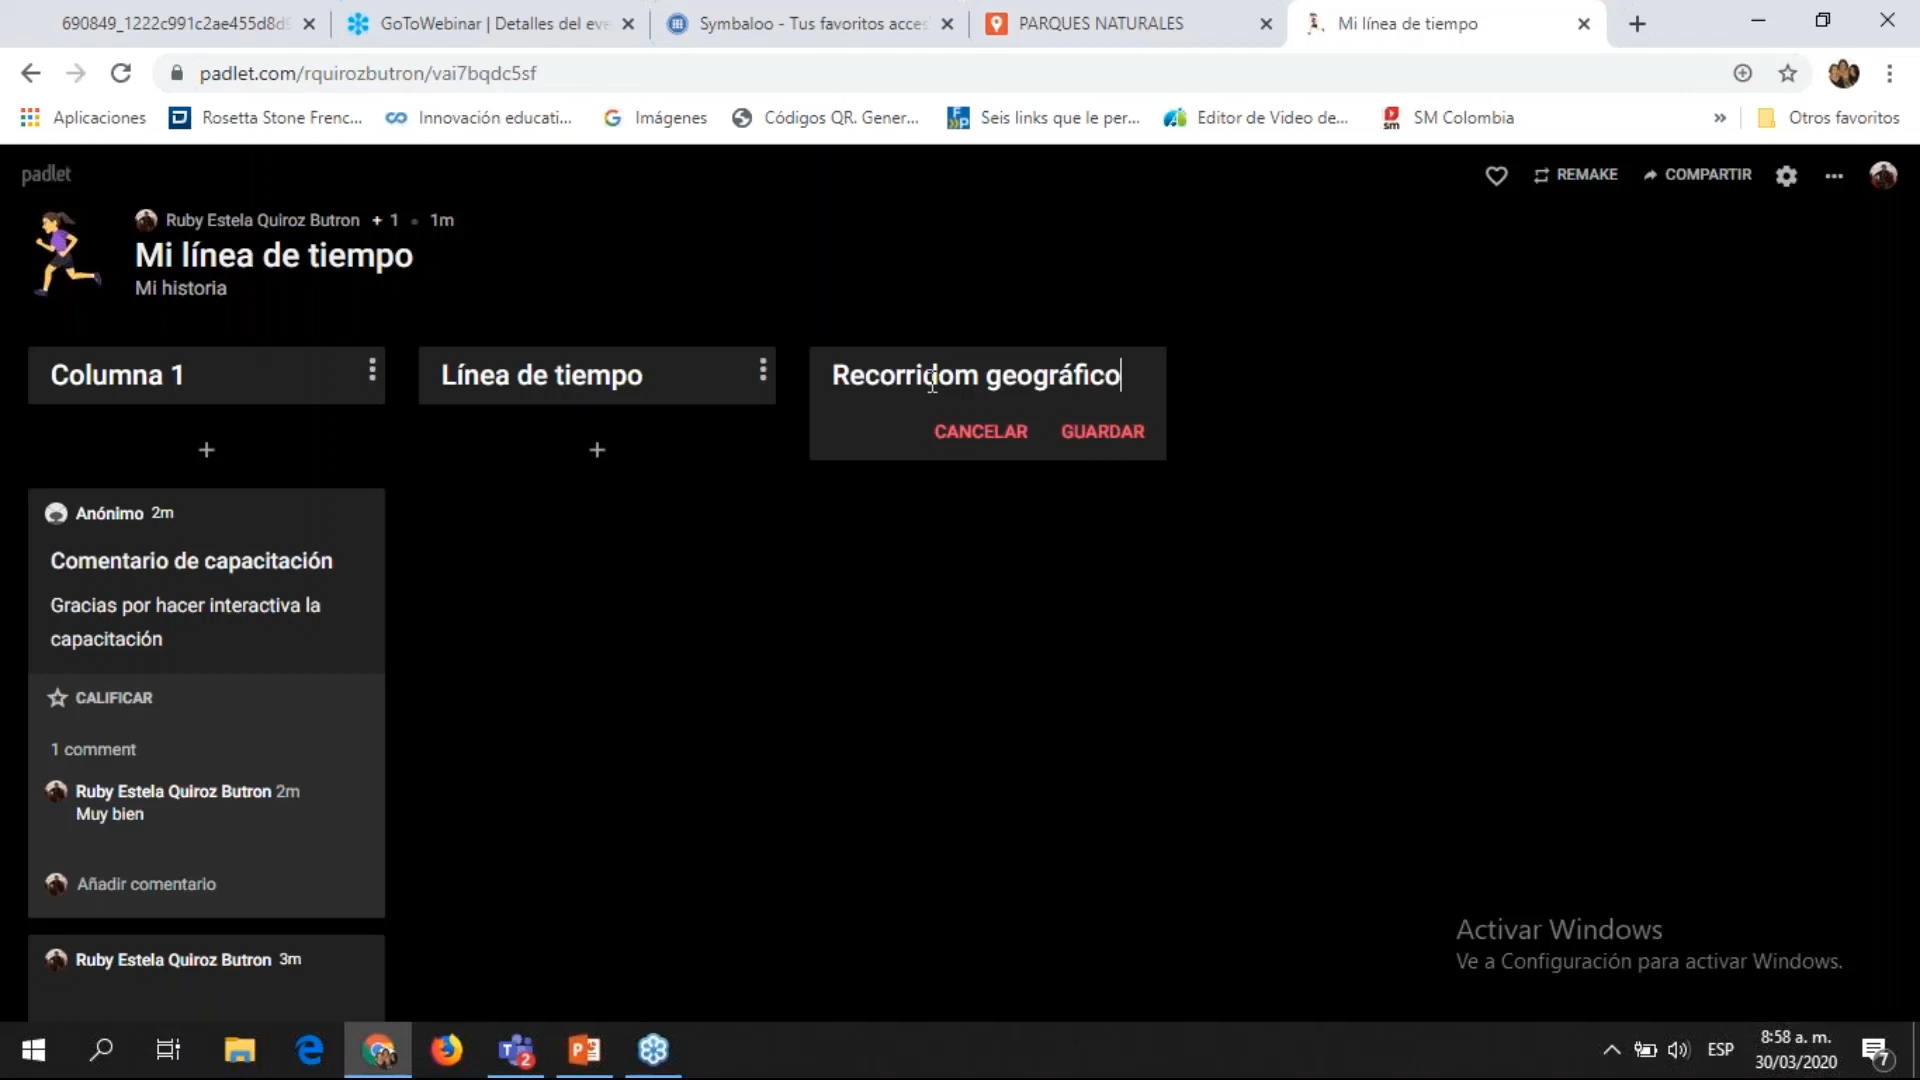 690849_1222c991c2ae455d8d
GoToWebinar | Detalles del eve
Symbaloo - Tus favoritos acces
PARQUES NATURALES
Mi línea de tiempo
padlet.com/rquirozbutron/vai7bqdc5sf
Aplicaciones
Rosetta Stone Frenc...
Innovación educati...
Imágenes
Códigos QR. Gener...
Seis links que le per...
Editor de Video de...
SM Colombia
»
Otros favoritos
padlet
REMAKE
COMPARTIR
Ruby Estela Quiroz Butron + 1 • 1m
Mi línea de tiempo
Mi historia
Columna 1
Línea de tiempo
Recorridom geográfico
CANCELAR
GUARDAR
Anónimo 2m
Comentario de capacitación
Gracias por hacer interactiva la
capacitación
CALIFICAR
1 comment
Ruby Estela Quiroz Butron 2m
Muy bien
Añadir comentario
Ruby Estela Quiroz Butron 3m
Activar Windows
Ve a Configuración para activar Windows.
2
ESP
8:58 a. m.
30/03/2020
7